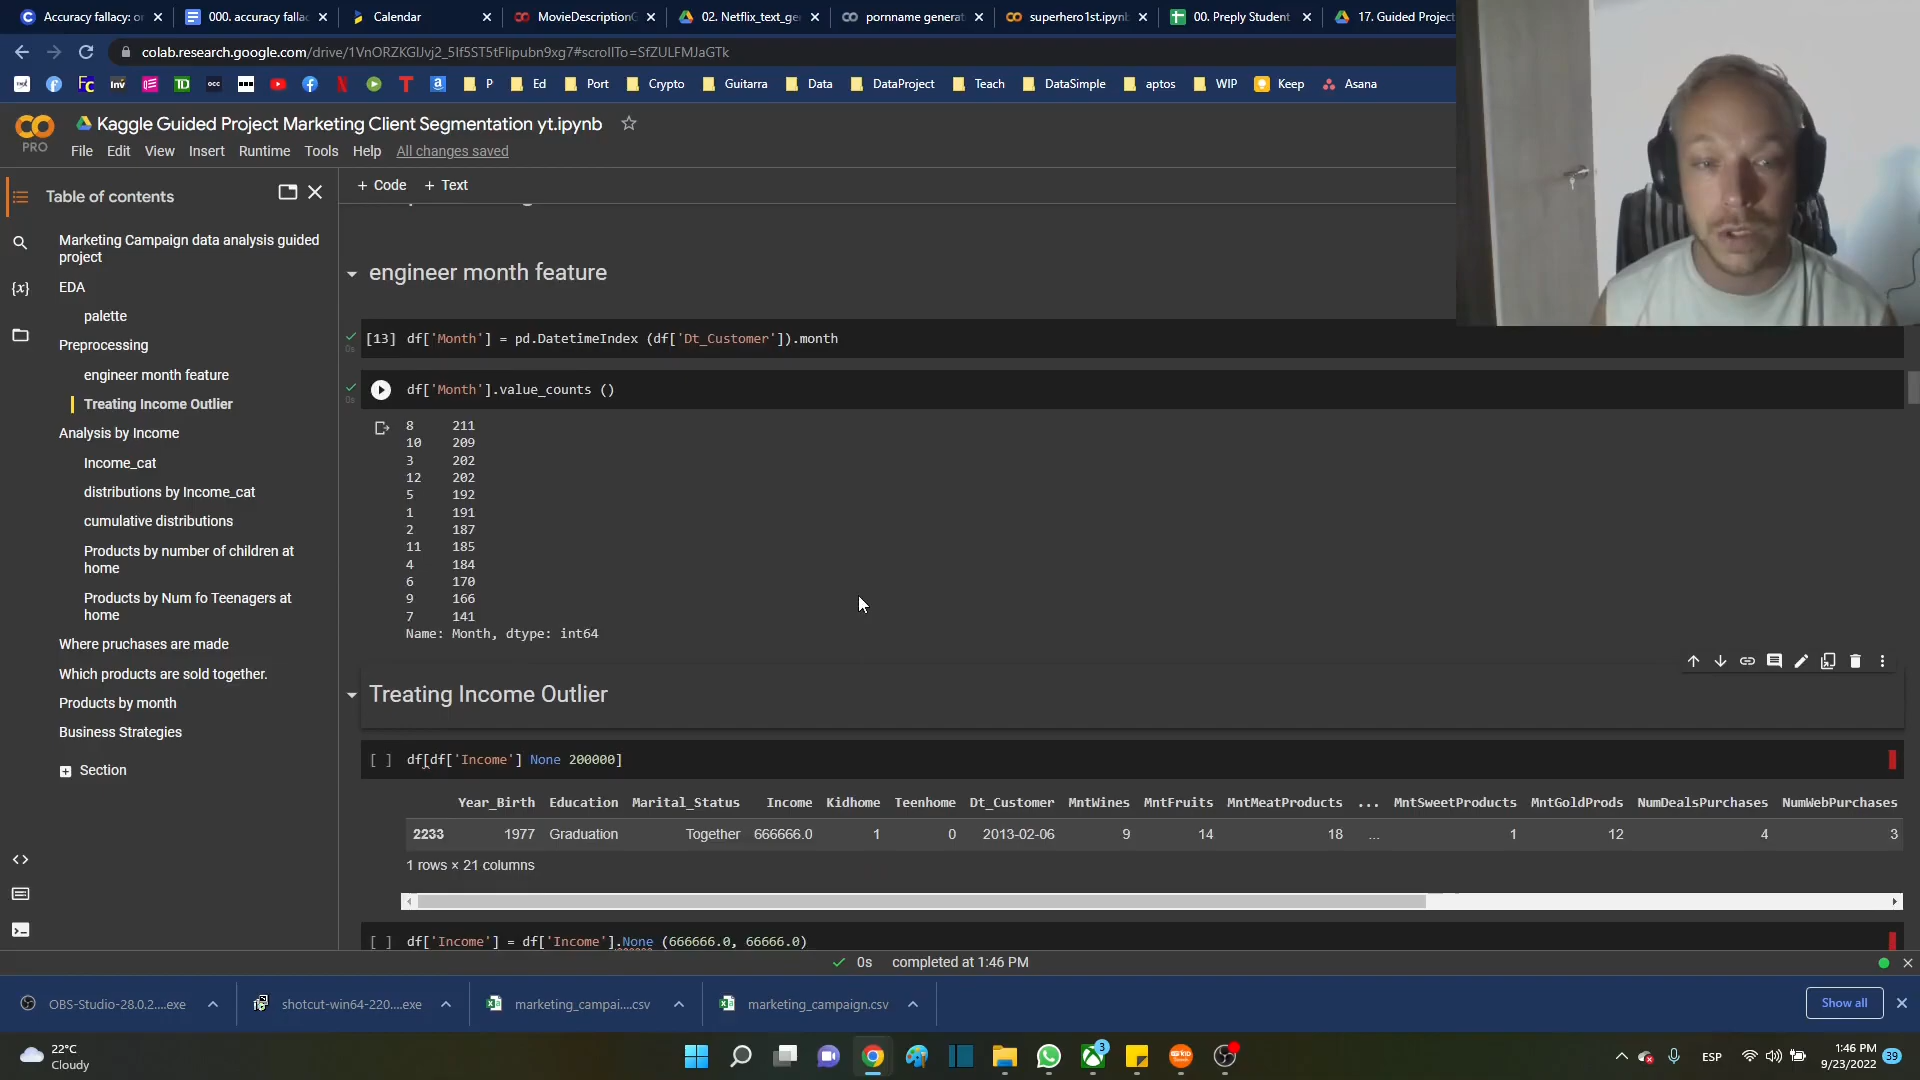 Accuracy fallacy: or
000. accuracy fallac
Calendar
MovieDescriptionG
02. Netflix_text_ge
pornname generat
superhero1st.ipynb
00. Preply Student
17. Guided Project
colab.research.google.com/drive/1VnORZKGlJvj2_5lf5ST5tFlipubn9xg7#scrollTo=SfZULFMJaGTk
P
Ed
Port
Crypto
Guitarra
Data
DataProject
Teach
DataSimple
aptos
WIP
Keep
Asana
PRO
Kaggle Guided Project Marketing Client Segmentation yt.ipynb
File Edit View Insert Runtime Tools Help All changes saved
Table of contents
+ Code + Text
Marketing Campaign data analysis guided
project
EDA
palette
Preprocessing
engineer month feature
Treating Income Outlier
Analysis by Income
Income_cat
distributions by Income_cat
cumulative distributions
Products by number of children at
home
Products by Num fo Teenagers at
home
Where pruchases are made
Which products are sold together.
Products by month
Business Strategies
Section
engineer month feature
[13] df['Month'] = pd.DatetimeIndex (df['Dt_Customer']).month
0s
df['Month'].value_counts ()
0s
8 211
10 209
3 202
12 202
5 192
1 191
2 187
11 185
4 184
6 170
9 166
7 141
Name: Month, dtype: int64
Treating Income Outlier
[ ] df[df['Income'] None 200000]
Year_Birth Education Marital_Status Income Kidhome Teenhome Dt_Customer MntWines MntFruits MntMeatProducts ... MntSweetProducts MntGoldProds NumDealsPurchases NumWebPurchases
2233 1977 Graduation Together 666666.0 1 0 2013-02-06 9 14 18 ... 1 12 4 3
1 rows × 21 columns
[ ] df['Income'] = df['Income'].None (666666.0, 66666.0)
0s completed at 1:46 PM
OBS-Studio-28.0.2....exe
shotcut-win64-220....exe
marketing_campai....csv
marketing_campaign.csv
Show all
22°C
Cloudy
3
ESP
1:46 PM
9/23/2022
39